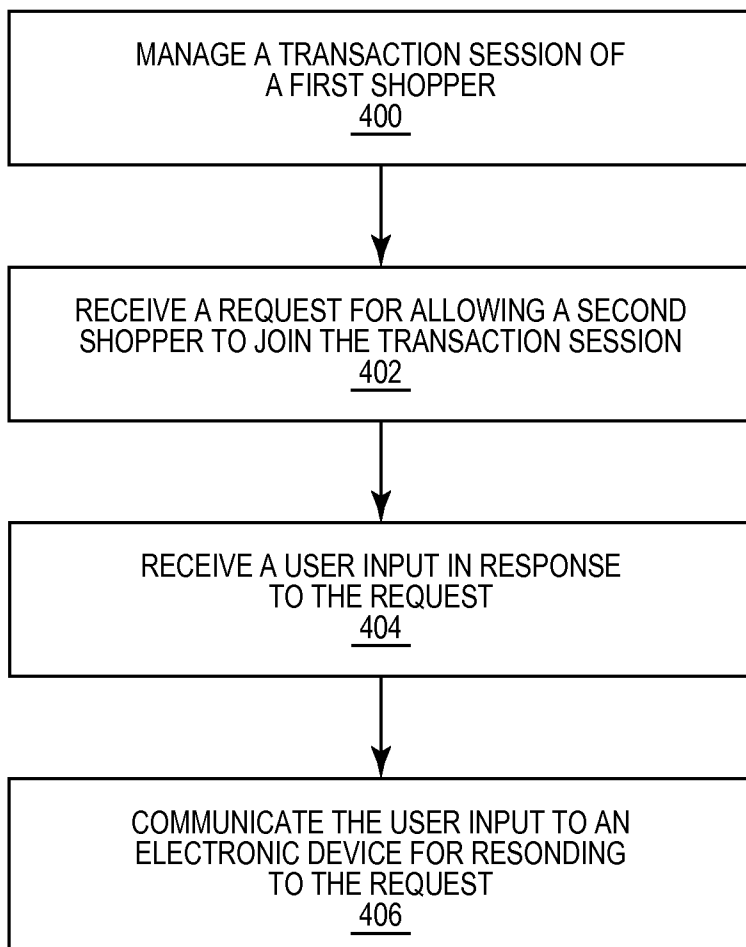 MANAGE A TRANSACTION SESSION OF
A FIRST SHOPPER
400
RECEIVE A REQUEST FOR ALLOWING A SECOND
SHOPPER TO JOIN THE TRANSACTION SESSION
402
RECEIVE A USER INPUT IN RESPONSE
TO THE REQUEST
404
COMMUNICATE THE USER INPUT TO AN
ELECTRONIC DEVICE FOR RESONDING
TO THE REQUEST
406